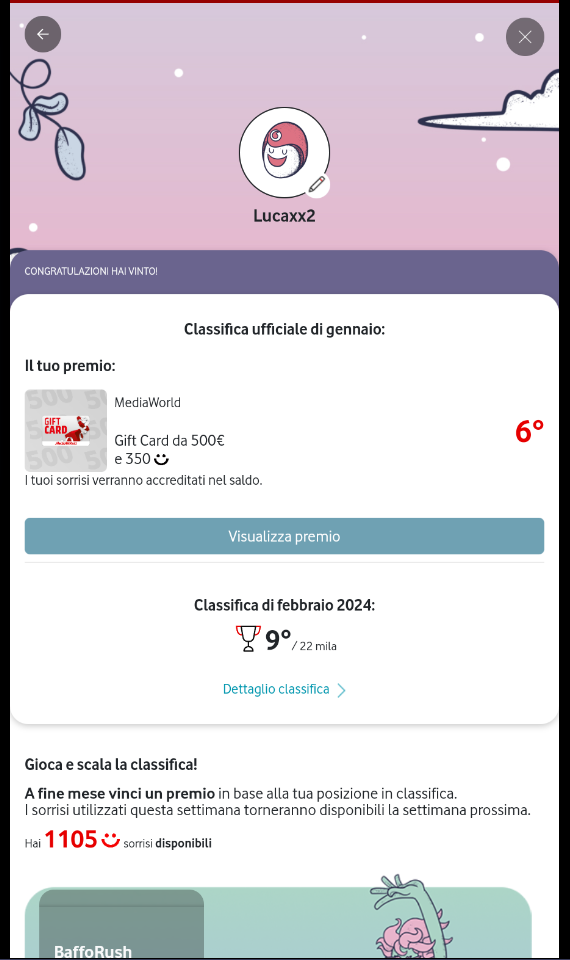 Lucaxx2
CONGRATULAZIONI HAI VINTO!
Classifica ufficiale di gennaio:
Il tuo premio:
500
GIFT
CARD
MediaWorld
Gift Card da 500€
e 350
6°
I tuoi sorrisi verranno accreditati nel saldo.
Visualizza premio
Classifica di febbraio 2024:
9° / 22 mila
Dettaglio classifica
Gioca e scala la classifica!
A fine mese vinci un premio in base alla tua posizione in classifica.
I sorrisi utilizzati questa settimana torneranno disponibili la settimana prossima.
Hai 1105 sorrisi disponibili
BaffoRush